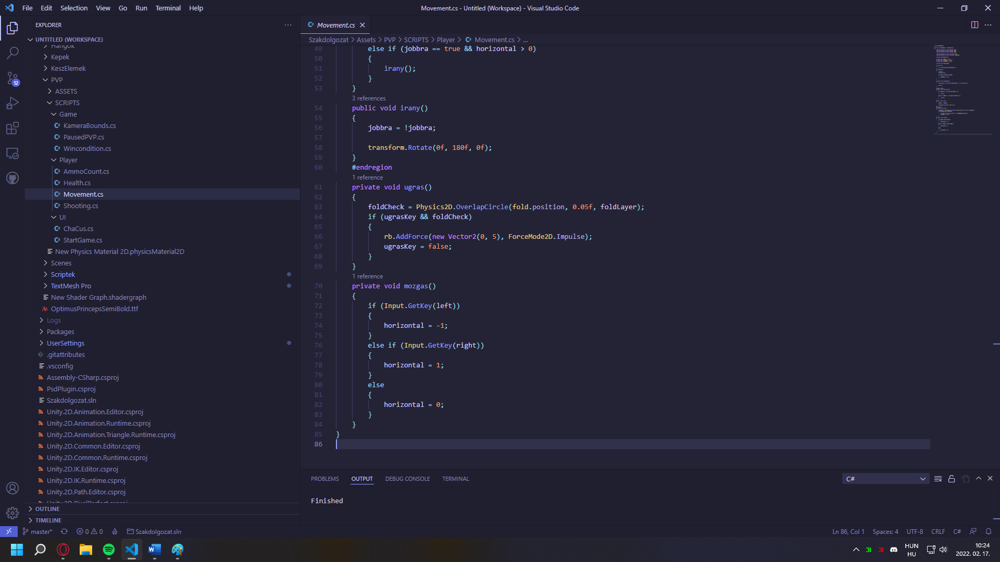 File Edit Selection View Go Run Terminal Help
Movement.cs - Untitled (Workspace) - Visual Studio Code
EXPLORER
UNTITLED (WORKSPACE)
Hangok
Kepek
KeszElemek
PVP
ASSETS
SCRIPTS
Game
KameraBounds.cs
PausedPVP.cs
Wincondition.cs
Player
AmmoCount.cs
Health.cs
Movement.cs
Shooting.cs
UI
ChaCus.cs
StartGame.cs
New Physics Material 2D.physicsMaterial2D
Scenes
Scriptek
TextMesh Pro
New Shader Graph.shadergraph
OptimusPrincepsSemiBold.ttf
Logs
Packages
UserSettings
.gitattributes
.vsconfig
Assembly-CSharp.csproj
PsdPlugin.csproj
Szakdolgozat.sln
Unity.2D.Animation.Editor.csproj
Unity.2D.Animation.Runtime.csproj
Unity.2D.Animation.Triangle.Runtime.csproj
Unity.2D.Common.Editor.csproj
Unity.2D.Common.Runtime.csproj
Unity.2D.IK.Editor.csproj
Unity.2D.IK.Runtime.csproj
Unity.2D.Path.Editor.csproj
Unity.2D.PixelPerfect.csproj
OUTLINE
TIMELINE
12
C# Movement.cs
Szakdolgozat > Assets > PVP > SCRIPTS > Player > C# Movement.cs > ...
49 else if (jobbra == true && horizontal > 0)
50 {
51 irany();
52 }
53 }
3 references
54 public void irany()
55 {
56 jobbra = !jobbra;
57
58 transform.Rotate(0f, 180f, 0f);
59 }
60 #endregion
1 reference
61 private void ugras()
62 {
63 foldCheck = Physics2D.OverlapCircle(fold.position, 0.05f, foldLayer);
64 if (ugrasKey && foldCheck)
65 {
66 rb.AddForce(new Vector2(0, 5), ForceMode2D.Impulse);
67 ugrasKey = false;
68 }
69 }
1 reference
70 private void mozgas()
71 {
72 if (Input.GetKey(left))
73 {
74 horizontal = -1;
75 }
76 else if (Input.GetKey(right))
77 {
78 horizontal = 1;
79 }
80 else
81 {
82 horizontal = 0;
83 }
84 }
85 }
86
PROBLEMS OUTPUT DEBUG CONSOLE TERMINAL
C#
Finished
master* 0 0 Szakdolgozat.sln
Ln 86, Col 1 Spaces: 4 UTF-8 CRLF C#
HUN
HU
10:24
2022. 02. 17.